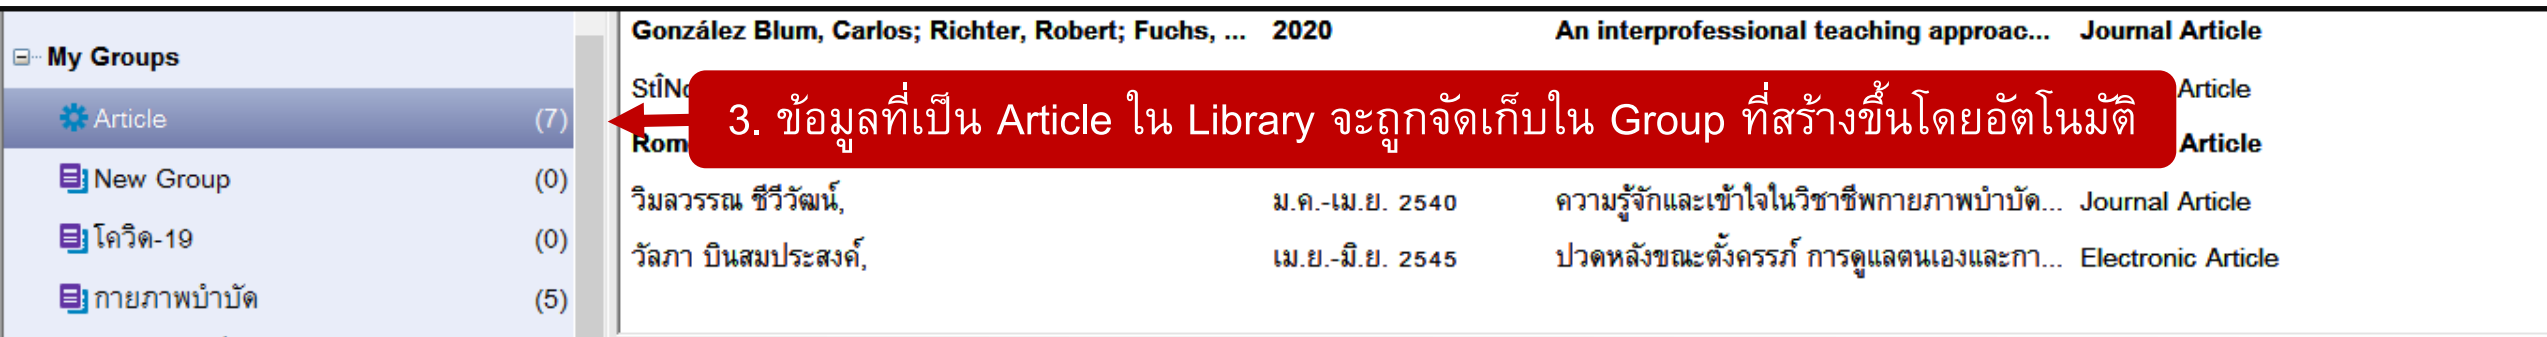 My Groups
Article (7)
New Group (0)
โควิด-19 (0)
กายภาพบำบัด (5)
González Blum, Carlos; Richter, Robert; Fuchs, ... 2020 An interprofessional teaching approac... Journal Article
Article
3. ข้อมูลที่เป็น Article ใน Library จะถูกจัดเก็บใน Group ที่สร้างขึ้นโดยอัตโนมัติ
Article
วิมลวรรณ ชีวีวัฒน์, ม.ค.-เม.ย. 2540 ความรู้จักและเข้าใจในวิชาชีพกายภาพบำบัด... Journal Article
วัลภา บินสมประสงค์, เม.ย.-มิ.ย. 2545 ปวดหลังขณะตั้งครรภ์ การดูแลตนเองและกา... Electronic Article